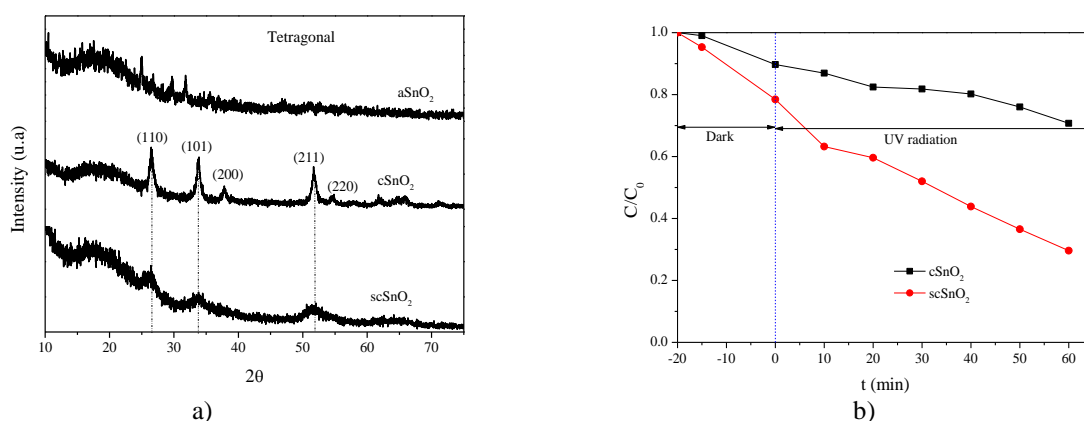 Tetragonal
aSnO₂
(110)
(101)
(200)
(211)
(220)
cSnO₂
scSnO₂
Intensity (u.a)
10 20 30 40 50 60 70
2θ
a)
1.0
0.8
0.6
0.4
0.2
0.0
C/C₀
Dark
UV radiation
cSnO₂
scSnO₂
-20 -10 0 10 20 30 40 50 60
t (min)
b)